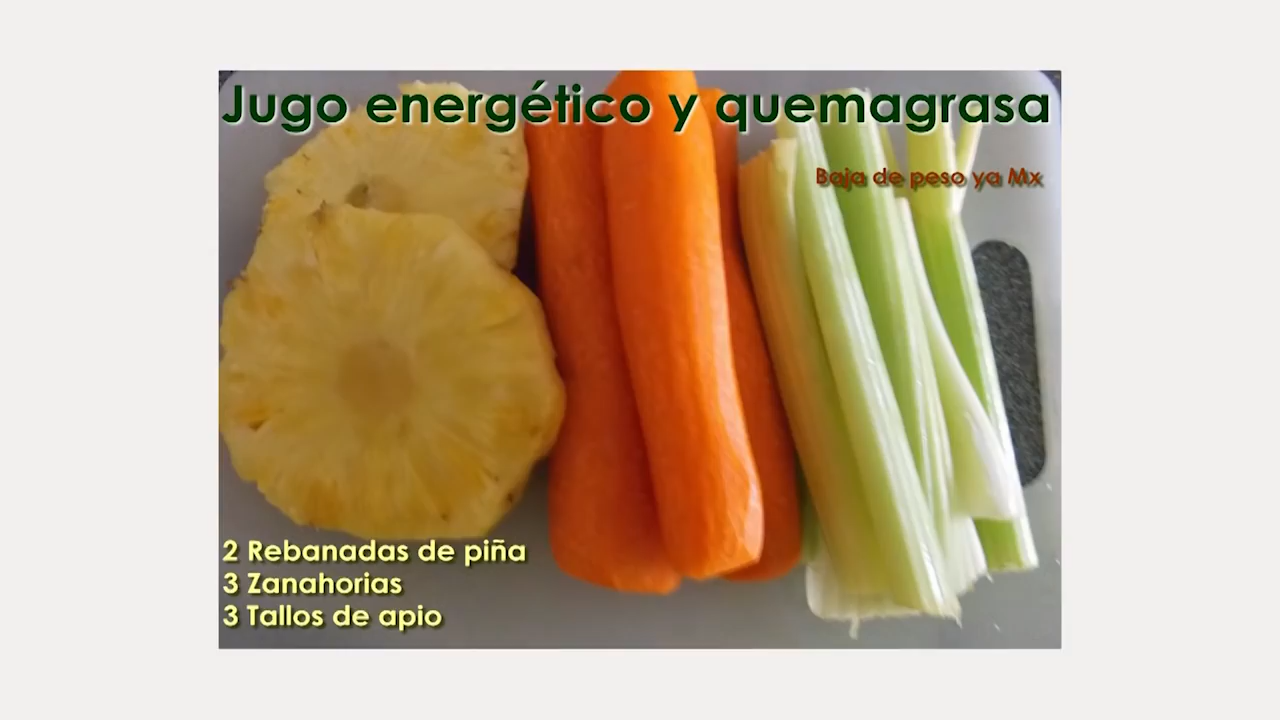 Jugo energético y quemagrasa
Baja de peso ya Mx
2 Rebanadas de piña
3 Zanahorias
3 Tallos de apio